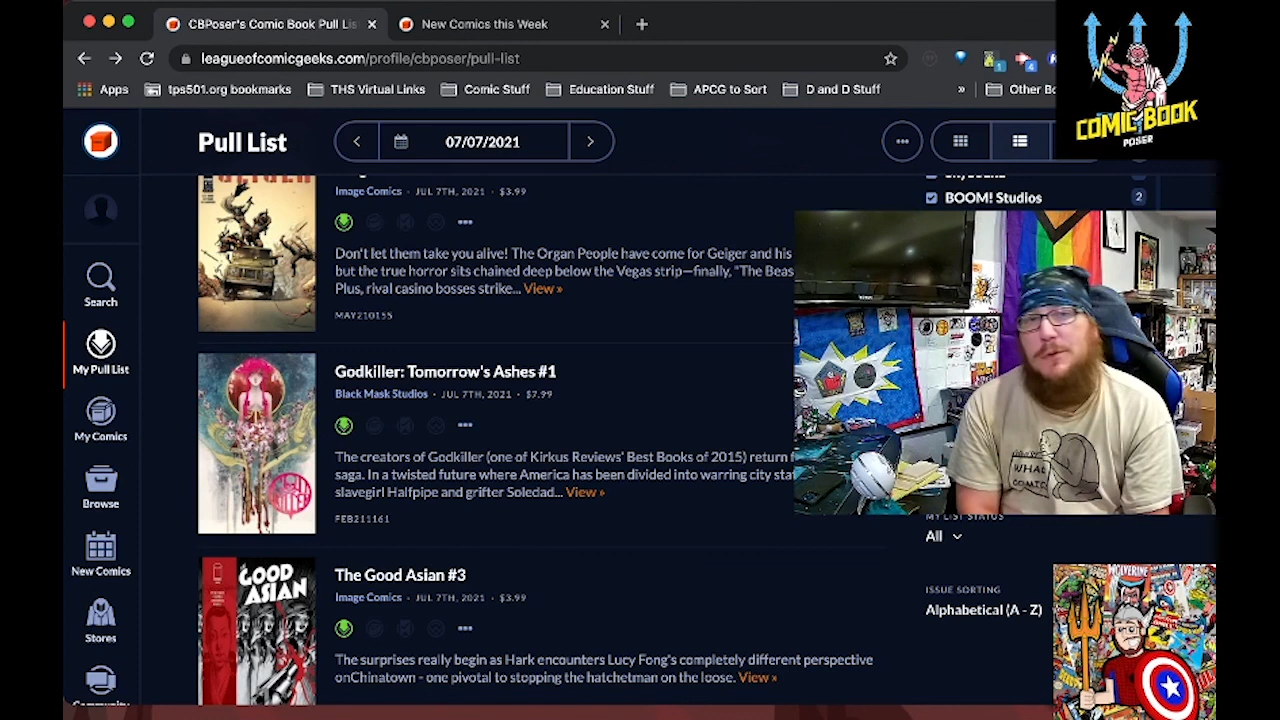 CBPoser's Comic Book Pull Lis
New Comics this Week
leagueofcomicgeeks.com/profile/cbposer/pull-list
1
4
Apps
tps501.org bookmarks
THS Virtual Links
Comic Stuff
Education Stuff
APCG to Sort
D and D Stuff
»
Other Bo
COMIC BOOK
POSER
Pull List
07/07/2021
Image Comics · JUL 7TH, 2021 · $3.99
BOOM! Studios
2
Don't let them take you alive! The Organ People have come for Geiger and his
but the true horror sits chained deep below the Vegas strip—finally, "The Beas
Plus, rival casino bosses strike... View »
MAY210155
Search
My Pull List
My Comics
Browse
New Comics
Stores
Community
Godkiller: Tomorrow's Ashes #1
Black Mask Studios · JUL 7TH, 2021 · $7.99
The creators of Godkiller (one of Kirkus Reviews' Best Books of 2015) return f
saga. In a twisted future where America has been divided into warring city stat
slavegirl Halfpipe and grifter Soledad... View »
FEB211161
WHAT
MY LIST STATUS
All
GOOD
ASIAN
The Good Asian #3
Image Comics · JUL 7TH, 2021 · $3.99
The surprises really begin as Hark encounters Lucy Fong's completely different perspective
onChinatown - one pivotal to stopping the hatchetman on the loose. View »
ISSUE SORTING
Alphabetical (A - Z)
WOLVERINE